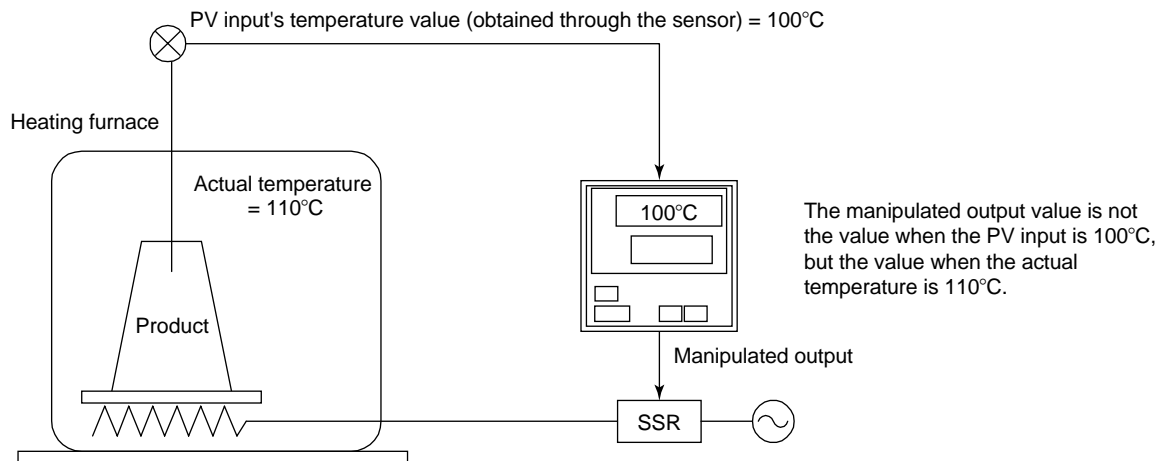 PV input's temperature value (obtained through the sensor) = 100°C
Heating furnace
Actual temperature
= 110°C
100°C
The manipulated output value is not
the value when the PV input is 100°C,
but the value when the actual
temperature is 110°C.
Product
Manipulated output
SSR